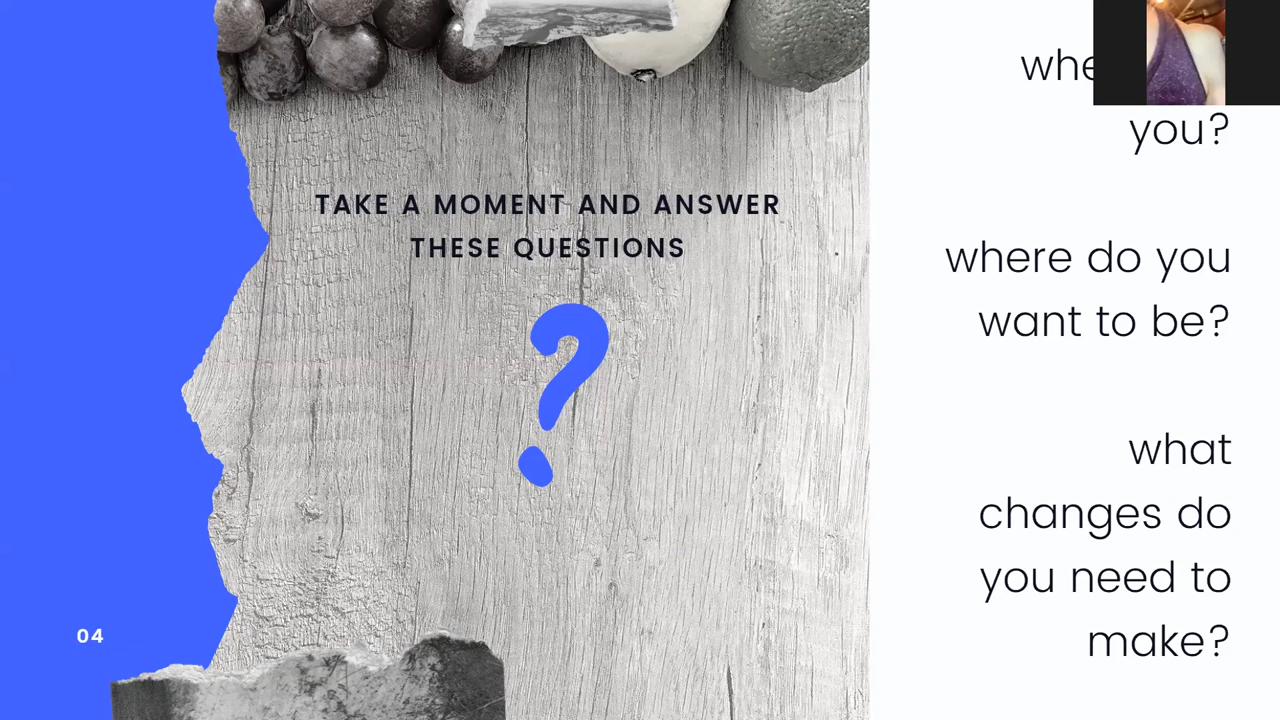 TAKE A MOMENT AND ANSWER
THESE QUESTIONS
04
you?
where do you
want to be?
what
changes do
you need to
make?